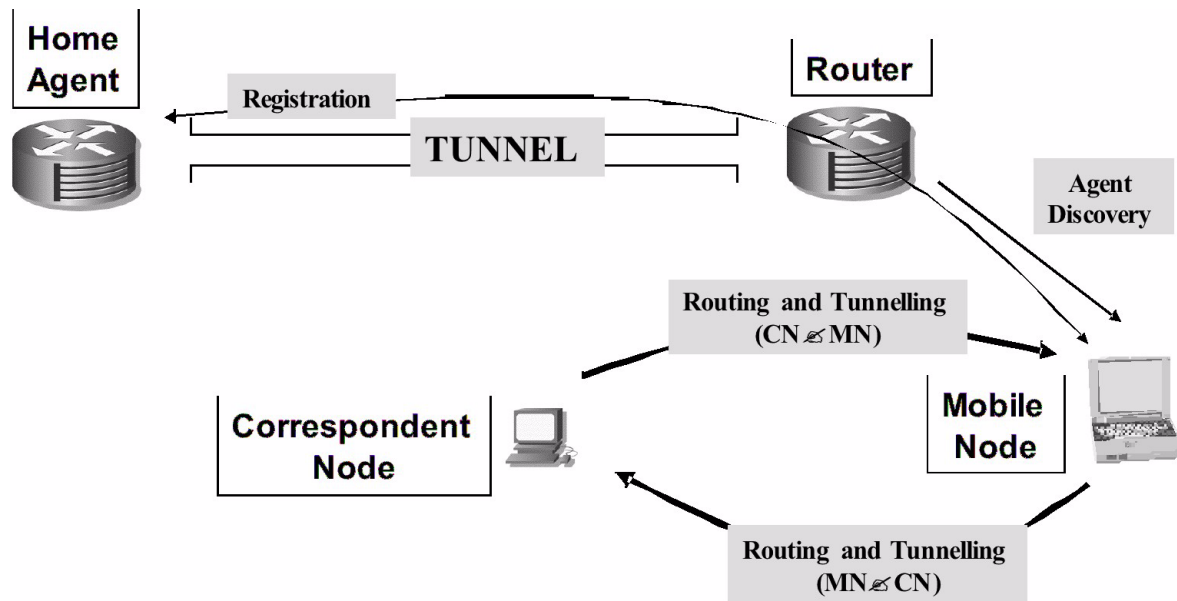 Home
Agent
Router
Registration
TUNNEL
Agent
Discovery
Routing and Tunnelling
(CN✍MN)
Correspondent
Node
Mobile
Node
Routing and Tunnelling
(MN✍CN)